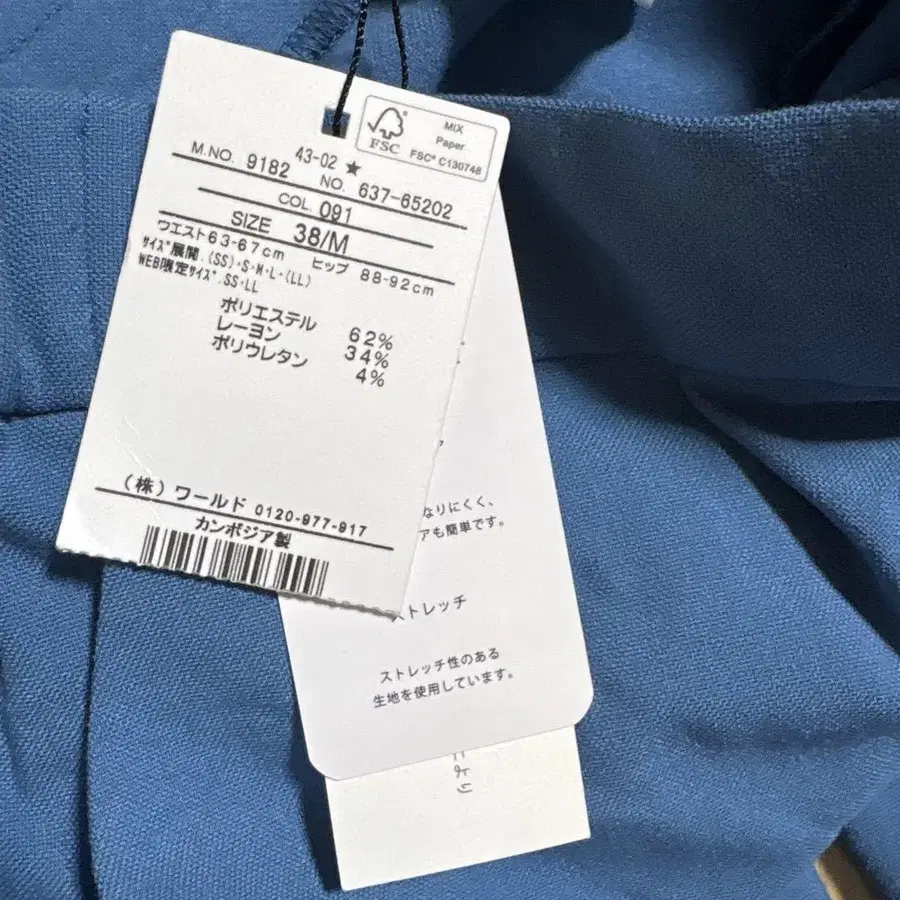 FSC
MIX
Paper
FSC® C130748
43-02 ★
M.NO. 9182 NO. 637-65202
COL. 091
SIZE 38/M
ウエスト63-67cm ヒップ 88-92cm
ｻｲｽﾞ展開.(SS)･S･M･L･(LL)
WEB限定ｻｲｽﾞ.SS･LL
ポリエステル 62%
レーヨン 34%
ポリウレタン 4%
(株)ワールド 0120-977-917
カンボジア製
なりにくく、
アも簡単です。
ストレッチ
ストレッチ性のある
生地を使用しています。